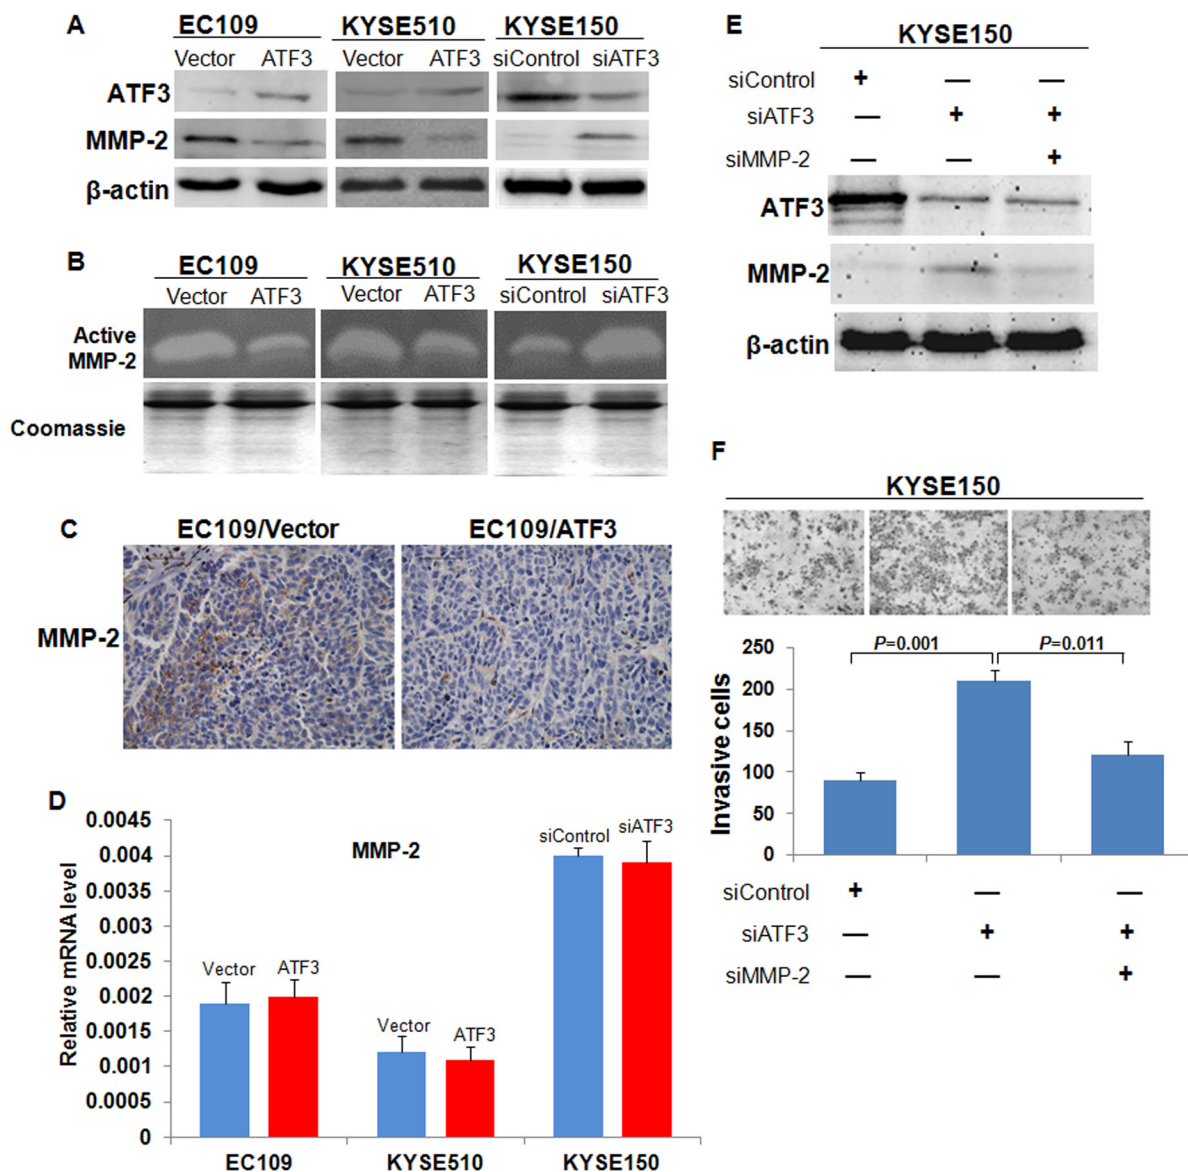 A
EC109 KYSE510 KYSE150
Vector ATF3 Vector ATF3 siControl siATF3
ATF3
MMP-2
β-actin
B
EC109 KYSE510 KYSE150
Vector ATF3 Vector ATF3 siControl siATF3
Active
MMP-2
Coomassie
C
EC109/Vector EC109/ATF3
MMP-2
D
MMP-2
Relative mRNA level
0.0045
0.004
0.0035
0.003
0.0025
0.002
0.0015
0.001
0.0005
0
Vector ATF3
Vector ATF3
siControl siATF3
EC109 KYSE510 KYSE150
E
KYSE150
siControl + — —
siATF3 — + +
siMMP-2 — — +
ATF3
MMP-2
β-actin
F
KYSE150
P=0.001 P=0.011
Invasive cells
250
200
150
100
50
0
siControl + — —
siATF3 — + +
siMMP-2 — — +